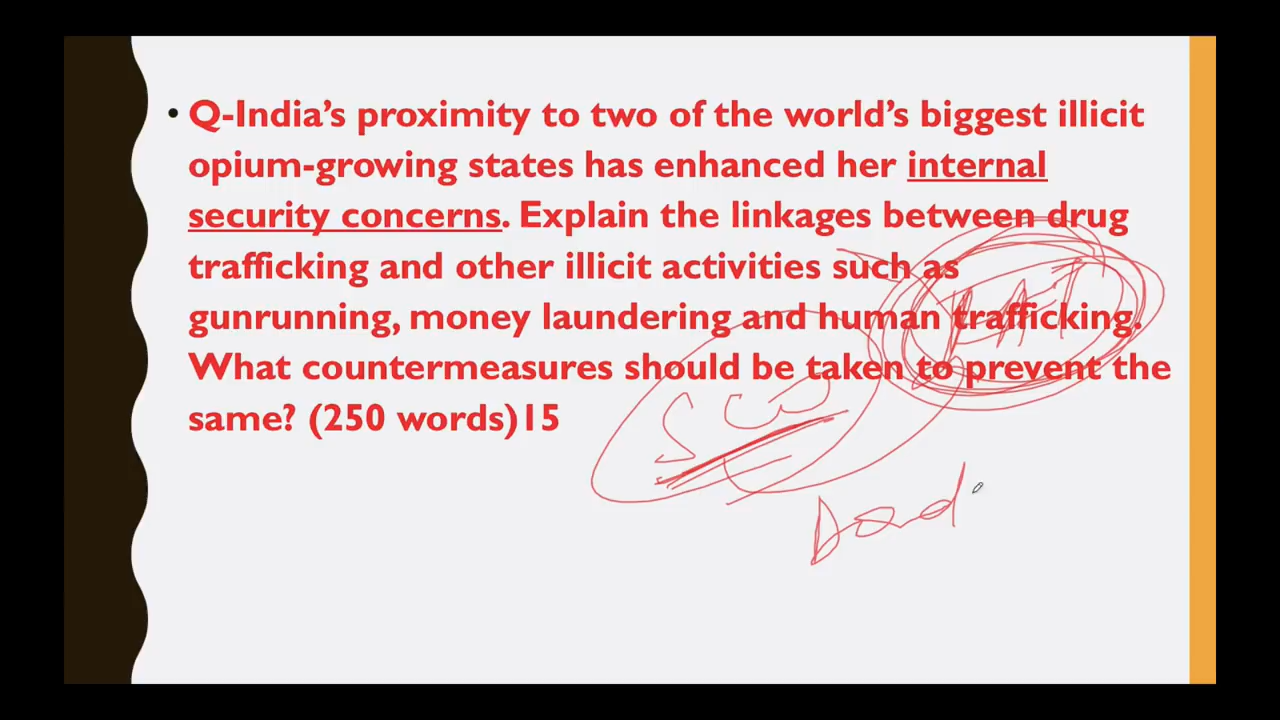 • Q-India’s proximity to two of the world’s biggest illicit
opium-growing states has enhanced her internal
security concerns. Explain the linkages between drug
trafficking and other illicit activities such as
gunrunning, money laundering and human trafficking.
What countermeasures should be taken to prevent the
same? (250 words)15